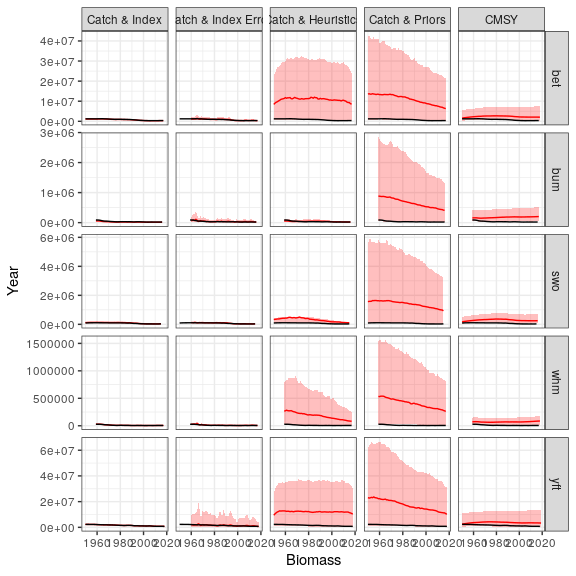 Catch & Index
atch & Index Erro
Catch & Heuristics
Catch & Priors
CMSY
4e+07
3e+07
2e+07
1e+07
0e+00
bet
3e+06
2e+06
1e+06
0e+00
bum
6e+06
4e+06
2e+06
0e+00
swo
1500000
1000000
500000
0
whm
6e+07
4e+07
2e+07
0e+00
yft
1960 1980 2000 2020 1960 1980 2000 2020 1960 1980 2000 2020 1960 1980 2000 2020 1960 1980 2000 2020
Year
Biomass